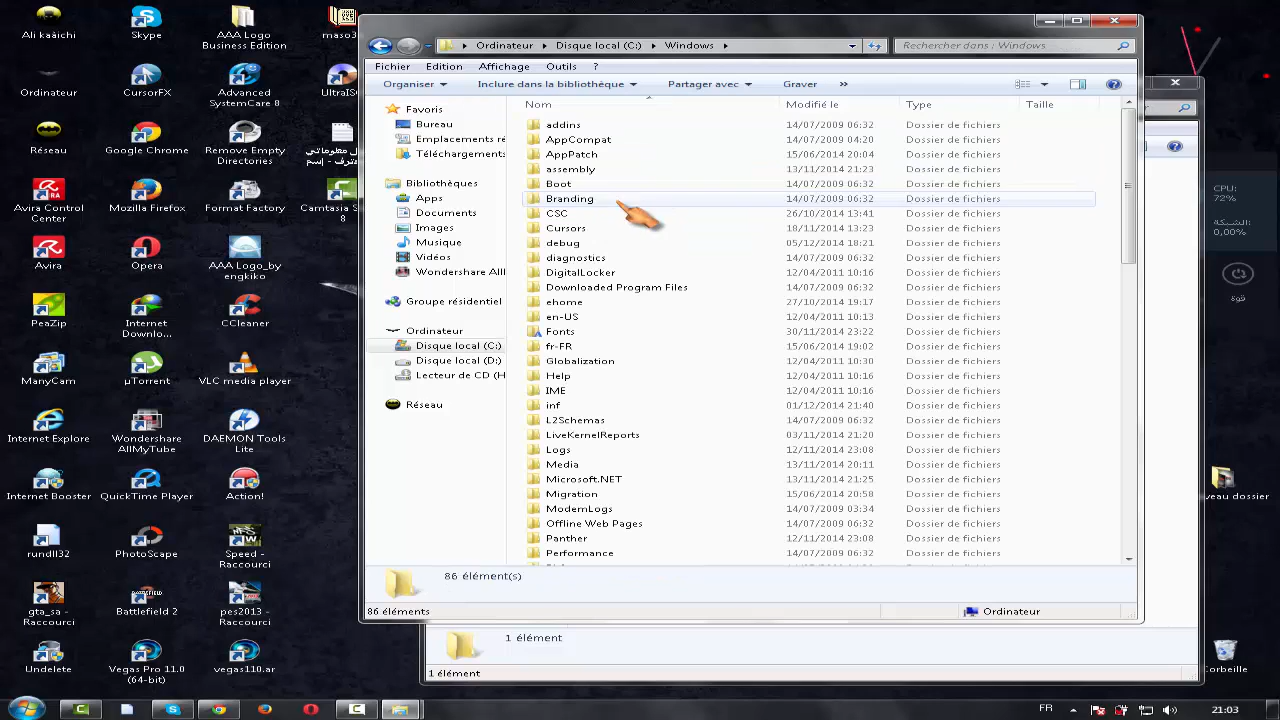 Ali kaâichi
Skype
AAA Logo
Business Edition
maso3
Ordinateur
CursorFX
Advanced
SystemCare 8
UltraISO
Réseau
Google Chrome
Remove Empty
Directories
Avira Control
Center
Mozilla Firefox
Format Factory
Camtasia S
8
Avira
Opera
AAA Logo_by
engkiko
PeaZip
Internet
Downlo...
CCleaner
ManyCam
µTorrent
VLC media player
Internet Explore
Wondershare
AllMyTube
DAEMON Tools
Lite
Internet Booster
QuickTime Player
Action!
rundll32
PhotoScape
Speed -
Raccourci
gta_sa -
Raccourci
Battlefield 2
pes2013 -
Raccourci
Undelete
Vegas Pro 11.0
(64-bit)
vegas110.ar
Ordinateur
Disque local (C:)
Windows
Rechercher dans : Windows
Fichier
Edition
Affichage
Outils
?
Organiser
Inclure dans la bibliothèque
Partager avec
Graver
»
Favoris
Bureau
Emplacements ré
Téléchargements
Bibliothèques
Apps
Documents
Images
Musique
Vidéos
Wondershare All
Groupe résidentiel
Ordinateur
Disque local (C:)
Disque local (D:)
Lecteur de CD (H
Réseau
Nom Modifié le Type Taille
addins 14/07/2009 06:32 Dossier de fichiers
AppCompat 14/07/2009 04:20 Dossier de fichiers
AppPatch 15/06/2014 20:04 Dossier de fichiers
assembly 13/11/2014 21:23 Dossier de fichiers
Boot 14/07/2009 06:32 Dossier de fichiers
Branding 14/07/2009 06:32 Dossier de fichiers
CSC 26/10/2014 13:41 Dossier de fichiers
Cursors 18/11/2014 13:23 Dossier de fichiers
debug 05/12/2014 18:21 Dossier de fichiers
diagnostics 14/07/2009 06:32 Dossier de fichiers
DigitalLocker 12/04/2011 10:16 Dossier de fichiers
Downloaded Program Files 14/07/2009 06:32 Dossier de fichiers
ehome 27/10/2014 19:17 Dossier de fichiers
en-US 12/04/2011 10:13 Dossier de fichiers
Fonts 30/11/2014 23:22 Dossier de fichiers
fr-FR 15/06/2014 19:02 Dossier de fichiers
Globalization 12/04/2011 10:30 Dossier de fichiers
Help 12/04/2011 10:16 Dossier de fichiers
IME 12/04/2011 10:16 Dossier de fichiers
inf 01/12/2014 21:40 Dossier de fichiers
L2Schemas 14/07/2009 06:32 Dossier de fichiers
LiveKernelReports 03/11/2014 21:20 Dossier de fichiers
Logs 12/11/2014 23:08 Dossier de fichiers
Media 13/11/2014 20:11 Dossier de fichiers
Microsoft.NET 13/11/2014 21:25 Dossier de fichiers
Migration 15/06/2014 20:58 Dossier de fichiers
ModemLogs 14/07/2009 03:34 Dossier de fichiers
Offline Web Pages 14/07/2009 06:32 Dossier de fichiers
Panther 12/11/2014 23:08 Dossier de fichiers
Performance 14/07/2009 06:32 Dossier de fichiers
86 élément(s)
86 éléments
Ordinateur
1 élément
1 élément
CPU:
72%
الشبكة
0,00%
قوة
veau dossier
Corbeille
FR
21:03